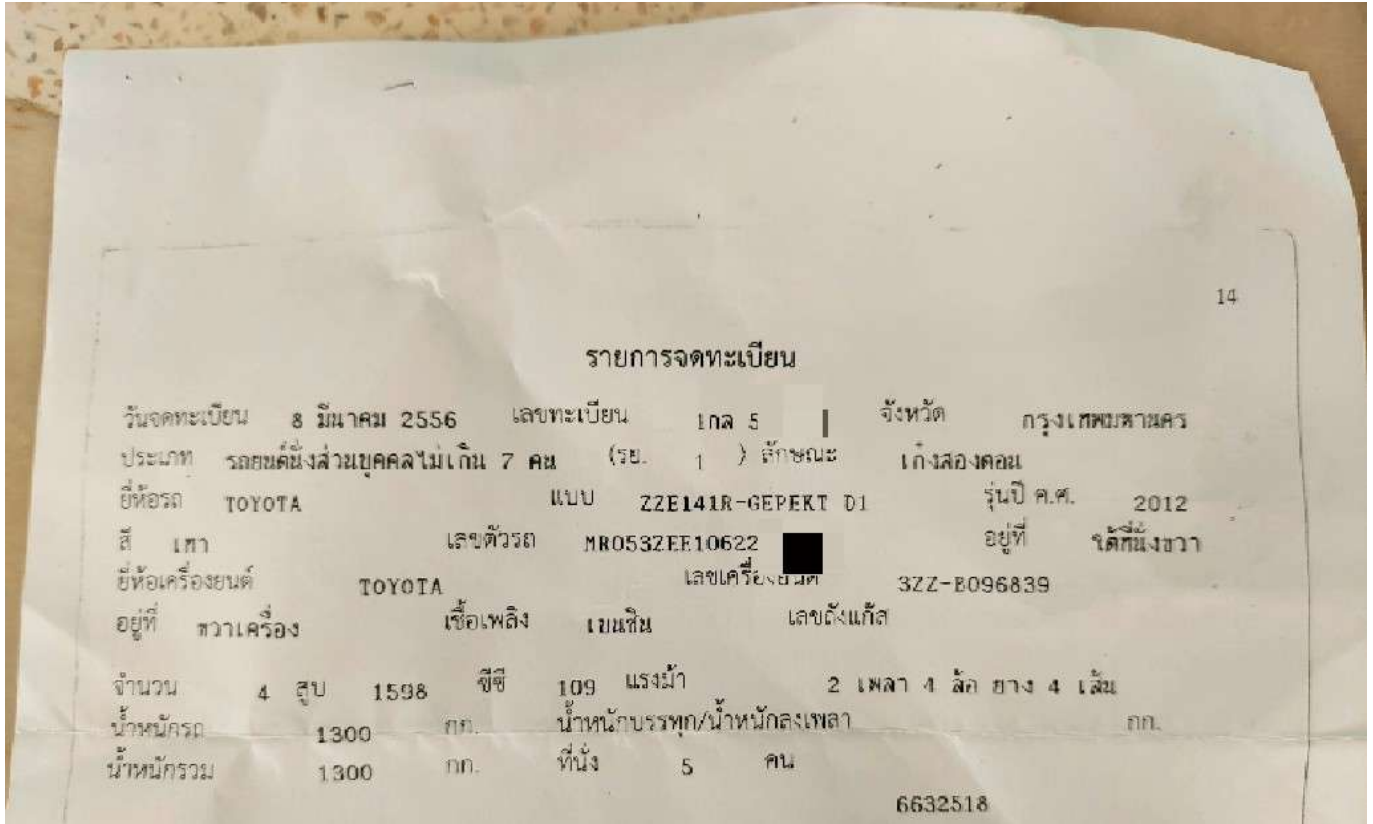 14
รายการจดทะเบียน
วันจดทะเบียน 8 มีนาคม 2556 เลขทะเบียน 1กล 5 จังหวัด กรุงเทพมหานคร
ประเภท รถยนต์นั่งส่วนบุคคลไม่เกิน 7 คน (รย. 1 ) ลักษณะ เก๋งสองตอน
ยี่ห้อรถ TOYOTA แบบ ZZE141R-GEPEKT D1 รุ่นปี ค.ศ. 2012
สี เทา เลขตัวรถ MR053ZEE10622 อยู่ที่ ใต้ที่นั่งขวา
ยี่ห้อเครื่องยนต์ TOYOTA เลขเครื่องยนต์ 3ZZ-B096839
อยู่ที่ ขวาเครื่อง เชื้อเพลิง เบนซิน เลขถังแก๊ส
จำนวน 4 สูบ 1598 ซีซี 109 แรงม้า 2 เพลา 4 ล้อ ยาง 4 เส้น
น้ำหนักรถ 1300 กก. น้ำหนักบรรทุก/น้ำหนักลงเพลา กก.
น้ำหนักรวม 1300 กก. ที่นั่ง 5 คน
6632518